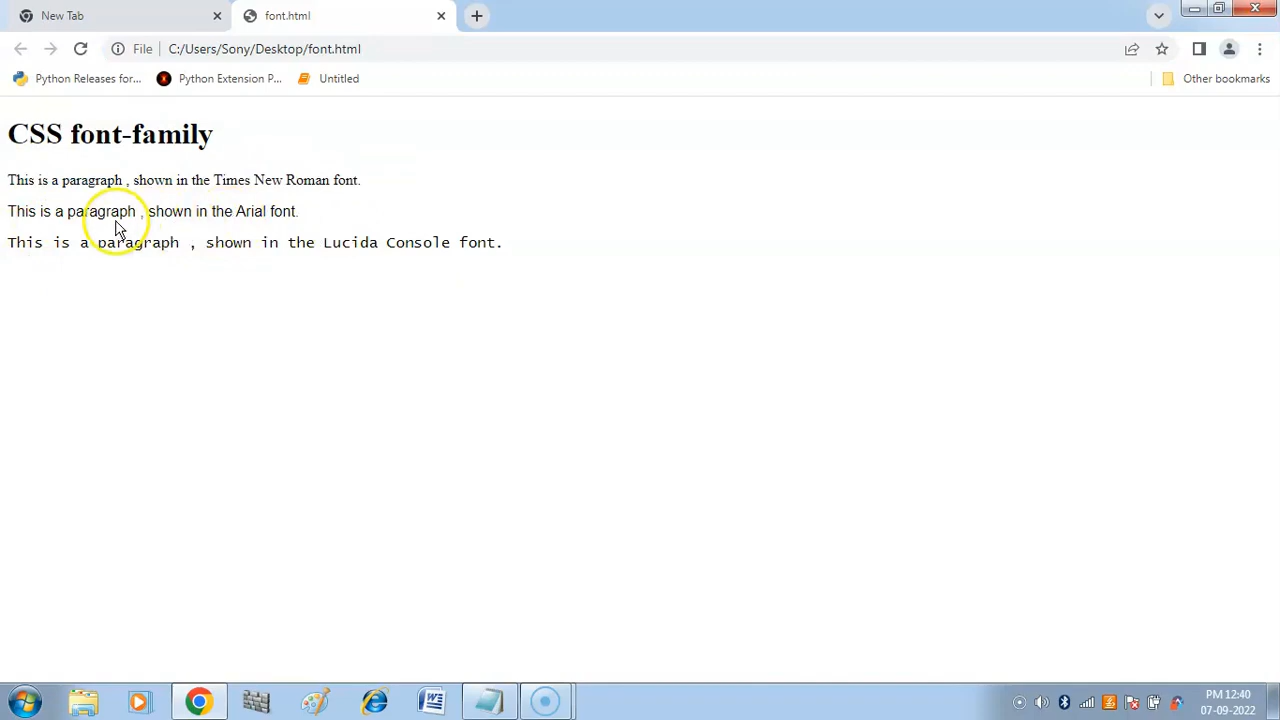 New Tab
font.html
File
C:/Users/Sony/Desktop/font.html
Python Releases for...
Python Extension P...
Untitled
Other bookmarks
CSS font-family
This is a paragraph , shown in the Times New Roman font.
This is a paragraph , shown in the Arial font.
This is a paragraph , shown in the Lucida Console font.
PM 12:40
07-09-2022